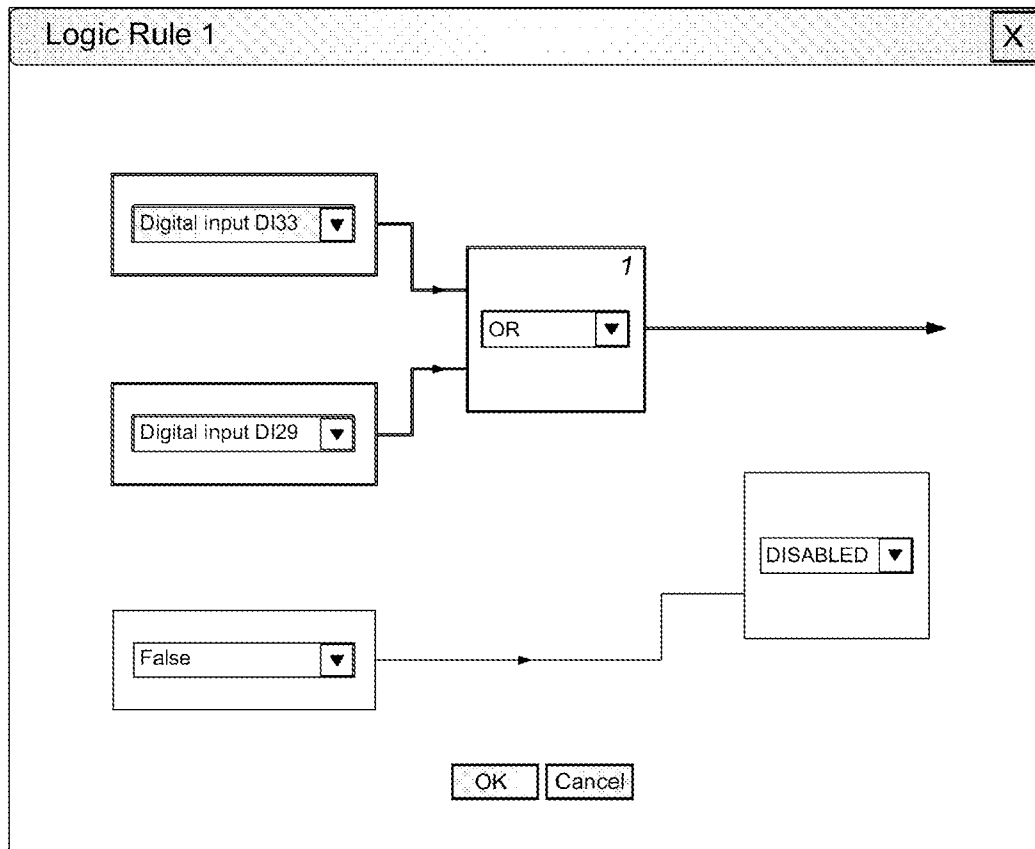 Logic Rule 1
X
Digital input DI33
1
OR
Digital input DI29
DISABLED
False
OK
Cancel